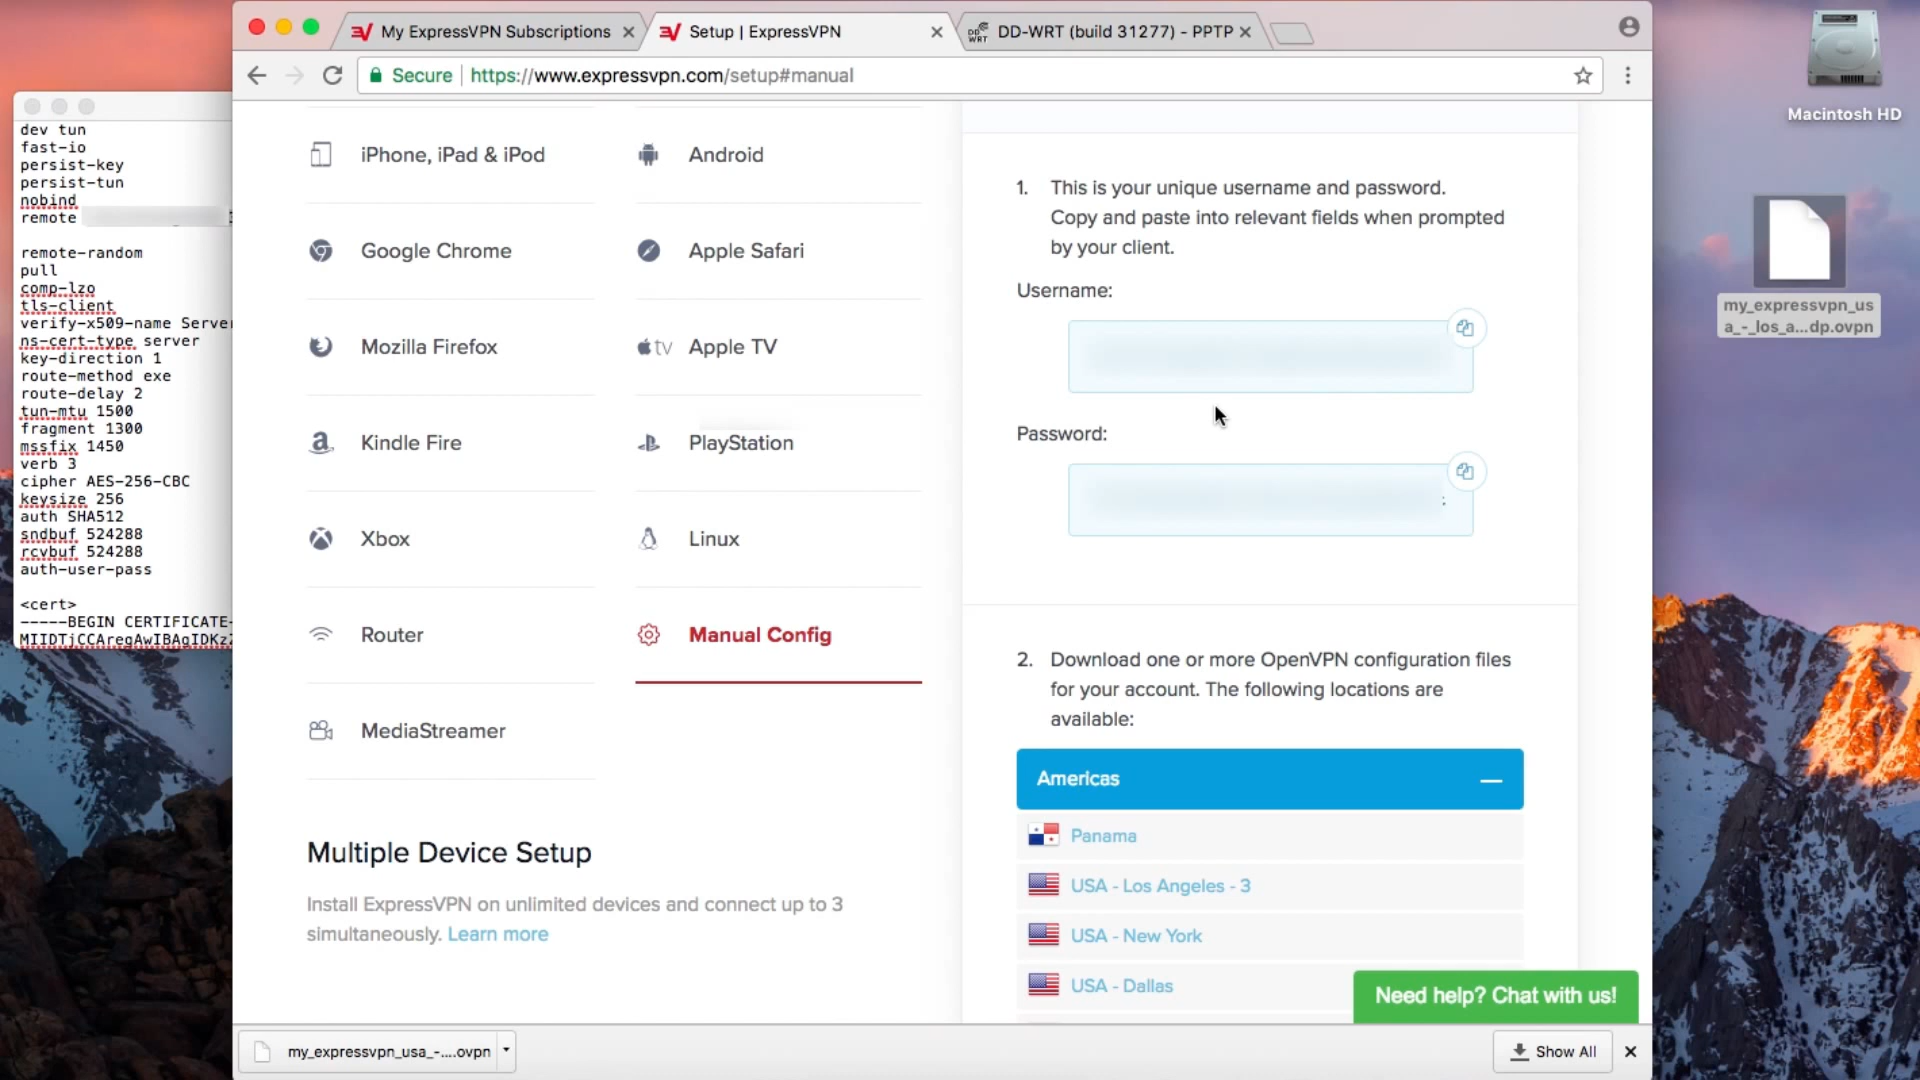 My ExpressVPN Subscriptions
Setup | ExpressVPN
DD-WRT (build 31277) - PPTP
Secure
https://www.expressvpn.com/setup#manual
Macintosh HD
my_expressvpn_us
a_-_los_a...dp.ovpn
dev tun
fast-io
persist-key
persist-tun
nobind
remote
remote-random
pull
comp-lzo
tls-client
verify-x509-name Server
ns-cert-type server
key-direction 1
route-method exe
route-delay 2
tun-mtu 1500
fragment 1300
mssfix 1450
verb 3
cipher AES-256-CBC
keysize 256
auth SHA512
sndbuf 524288
rcvbuf 524288
auth-user-pass
<cert>
-----BEGIN CERTIFICATE-
iPhone, iPad & iPod
Android
Google Chrome
Apple Safari
Mozilla Firefox
tv Apple TV
Kindle Fire
PlayStation
Xbox
Linux
Router
Manual Config
MediaStreamer
Multiple Device Setup
Install ExpressVPN on unlimited devices and connect up to 3
simultaneously. Learn more
1. This is your unique username and password.
Copy and paste into relevant fields when prompted
by your client.
Username:
Password:
2. Download one or more OpenVPN configuration files
for your account. The following locations are
available:
Americas
Panama
USA - Los Angeles - 3
USA - New York
USA - Dallas
Need help? Chat with us!
my_expressvpn_usa_-....ovpn
Show All